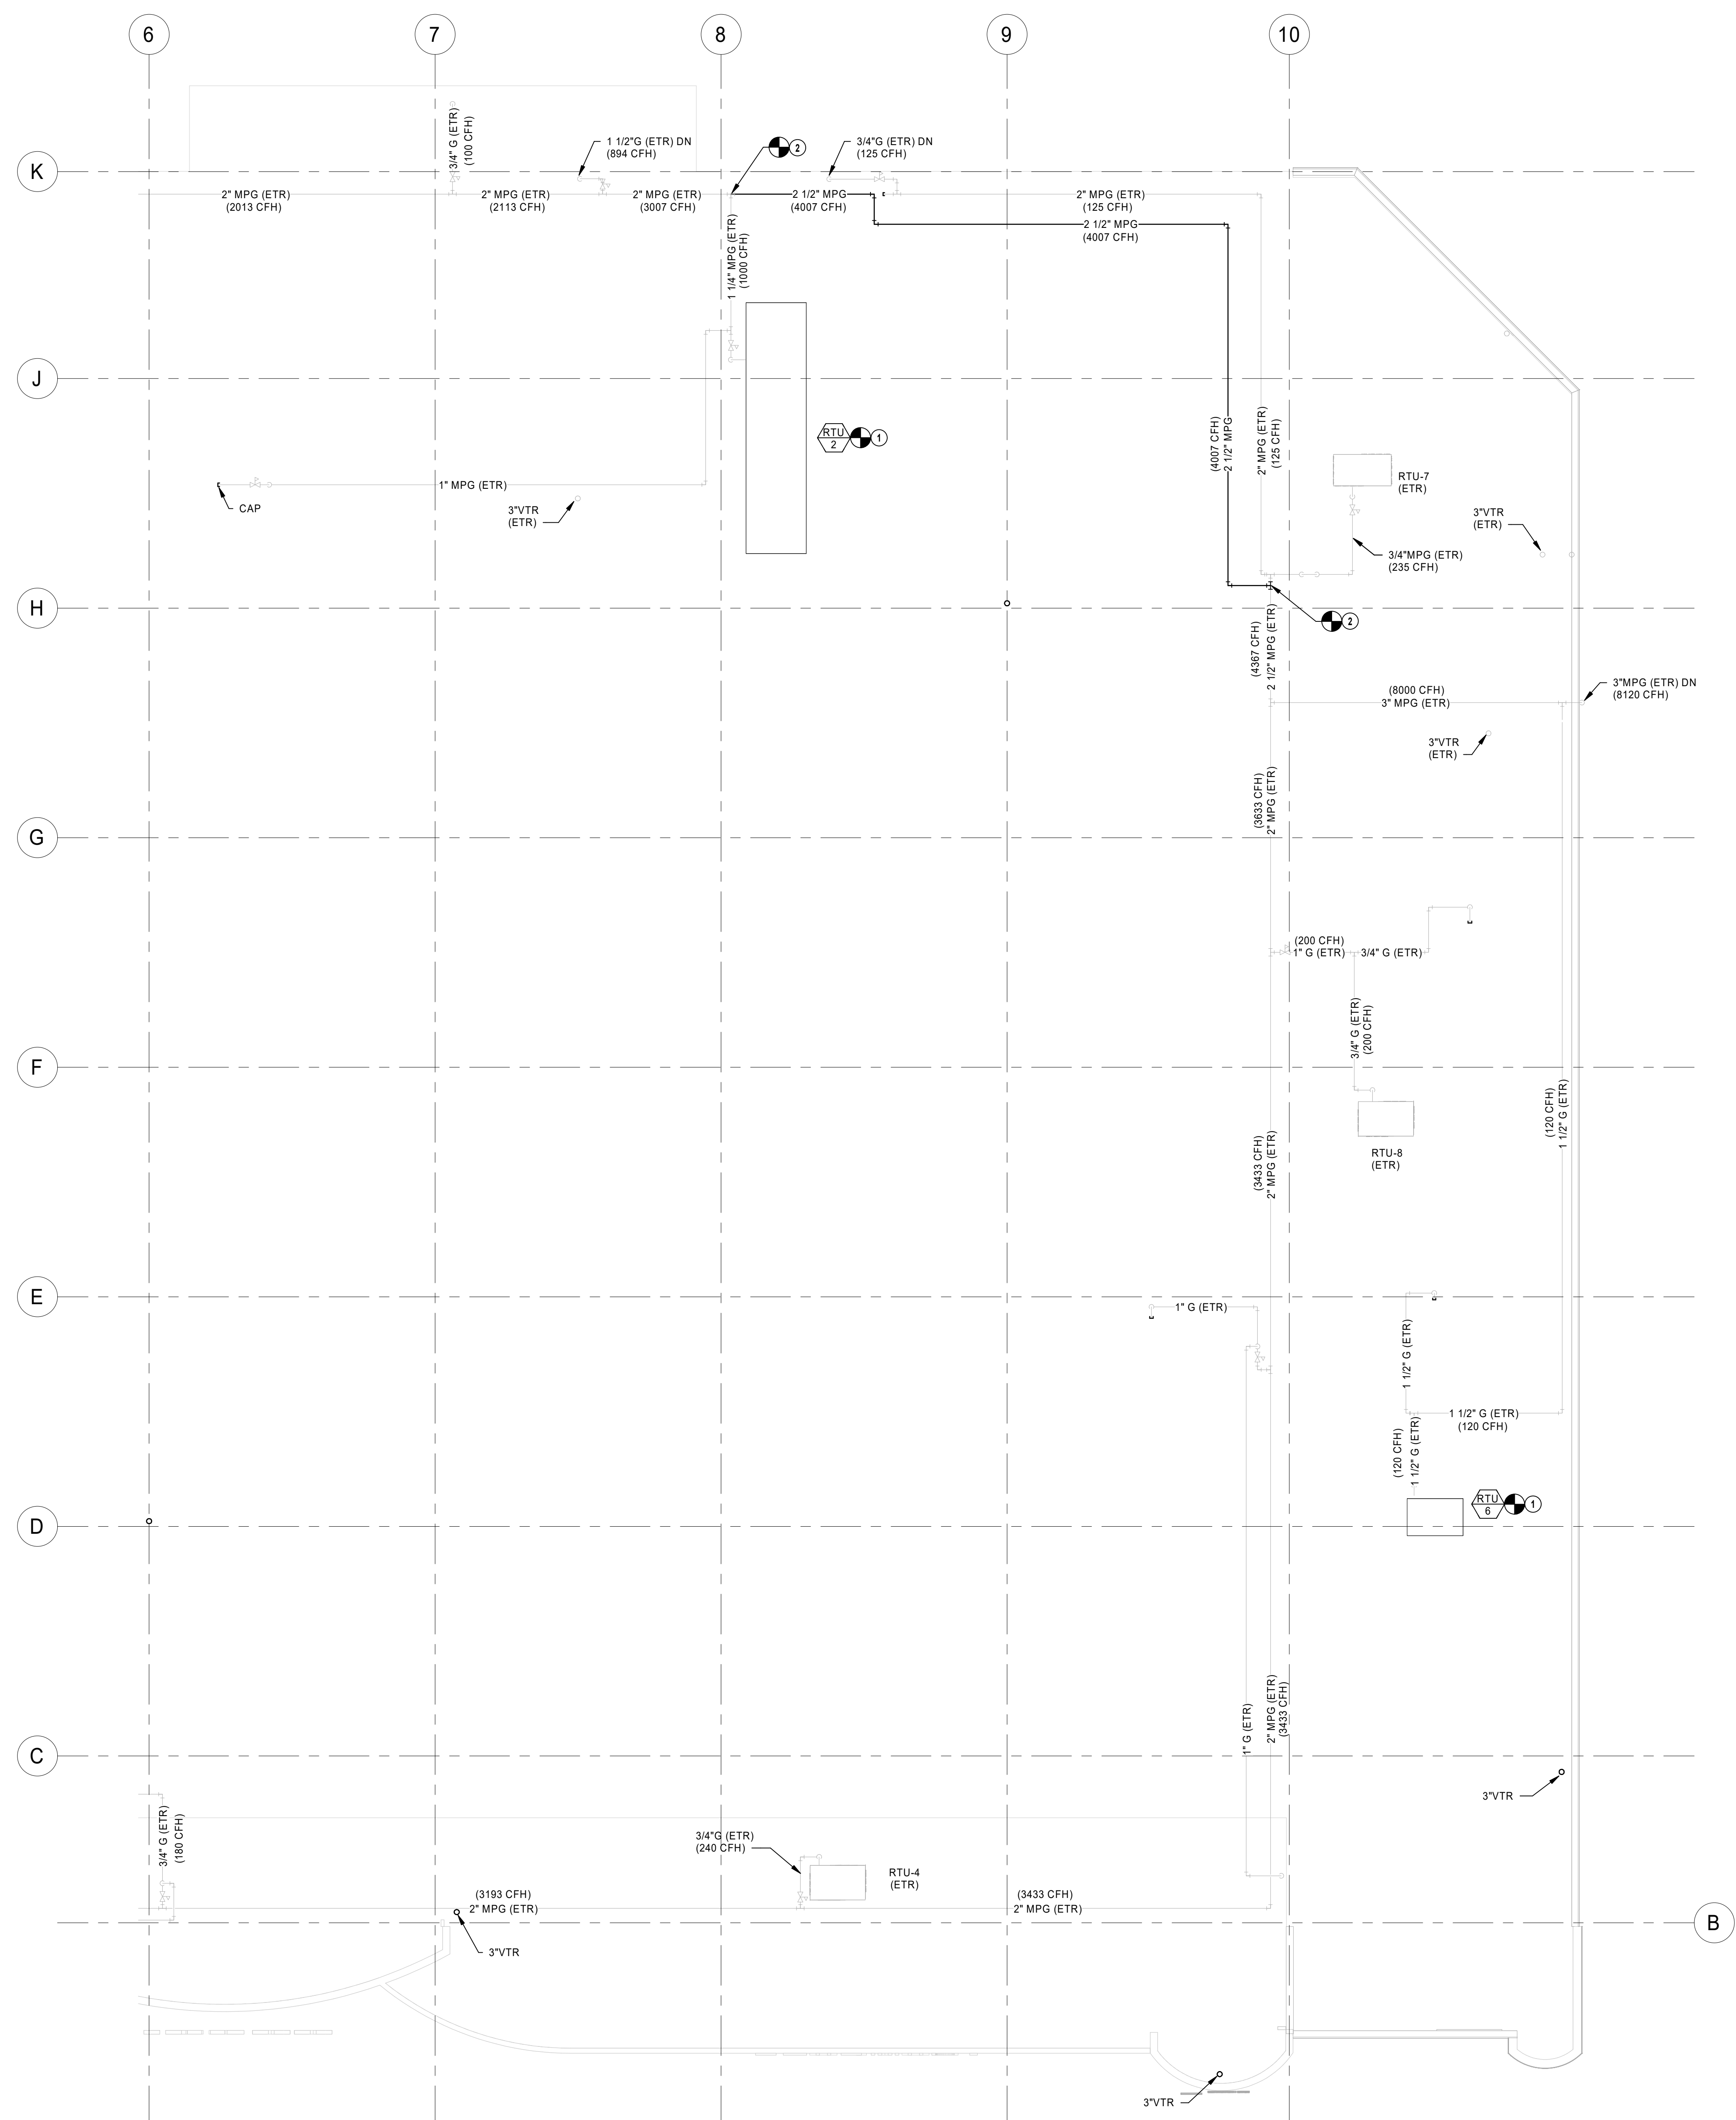 6
7
8
9
10
K
3/4" G (ETR)
(100 CFH)
1 1/2"G (ETR) DN
(894 CFH)
2
3/4"G (ETR) DN
(125 CFH)
2" MPG (ETR)
(2013 CFH)
2" MPG (ETR)
(2113 CFH)
2" MPG (ETR)
(3007 CFH)
2 1/2" MPG
(4007 CFH)
2" MPG (ETR)
(125 CFH)
2 1/2" MPG
(4007 CFH)
1 1/4" MPG (ETR)
(1000 CFH)
J
RTU
2
1
(4007 CFH)
2 1/2" MPG
2" MPG (ETR)
(125 CFH)
RTU-7
(ETR)
1" MPG (ETR)
CAP
3"VTR
(ETR)
3"VTR
(ETR)
3/4"MPG (ETR)
(235 CFH)
H
2
(4367 CFH)
2 1/2" MPG (ETR)
(8000 CFH)
3" MPG (ETR)
3"MPG (ETR) DN
(8120 CFH)
3"VTR
(ETR)
(3633 CFH)
2" MPG (ETR)
G
(200 CFH)
1" G (ETR)
3/4" G (ETR)
3/4" G (ETR)
(200 CFH)
F
RTU-8
(ETR)
(120 CFH)
1 1/2" G (ETR)
(3433 CFH)
2" MPG (ETR)
E
1" G (ETR)
1 1/2" G (ETR)
1 1/2" G (ETR)
(120 CFH)
(120 CFH)
1 1/2" G (ETR)
RTU
6
1
D
1" G (ETR)
2" MPG (ETR)
(3433 CFH)
C
3"VTR
3/4" G (ETR)
(180 CFH)
3/4"G (ETR)
(240 CFH)
RTU-4
(ETR)
(3193 CFH)
2" MPG (ETR)
(3433 CFH)
2" MPG (ETR)
B
3"VTR
3"VTR